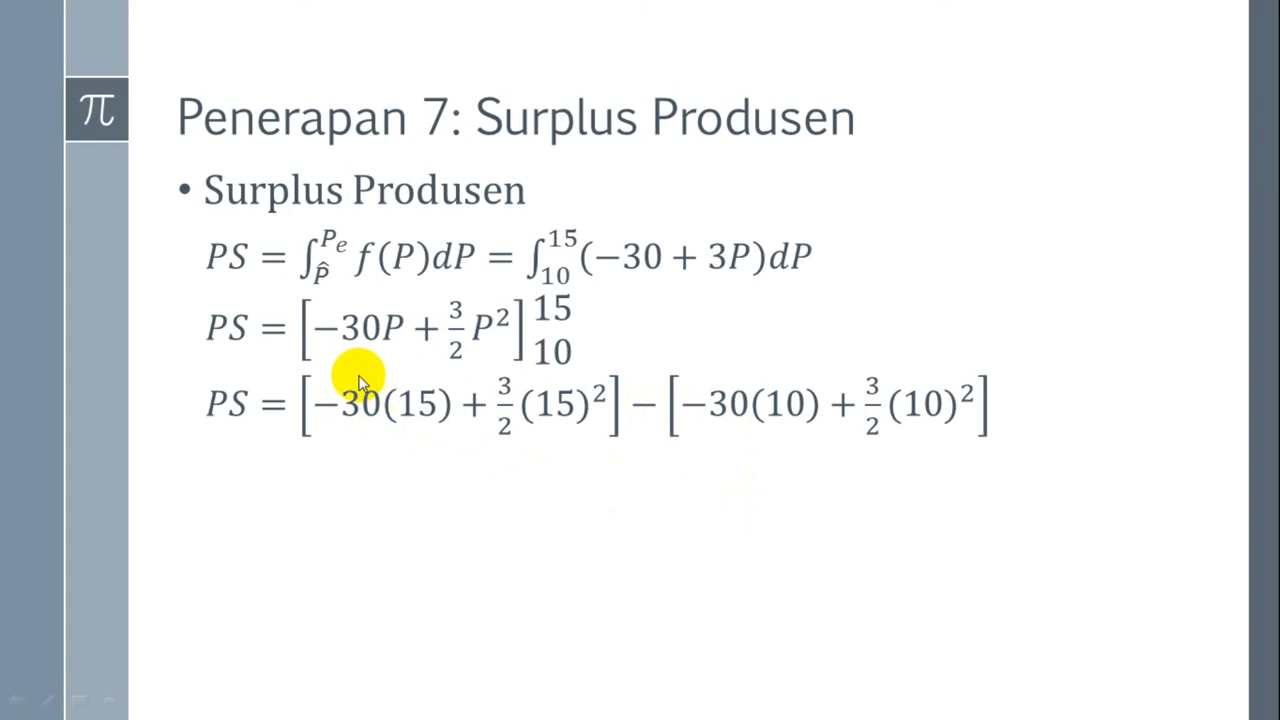 π
Penerapan 7: Surplus Produsen
• Surplus Produsen
PS = ∫_{P̂}^{P_e} f(P)dP = ∫_{10}^{15} (−30 + 3P)dP
PS = [−30P + 3/2 P²] 15 10
PS = [−30(15) + 3/2 (15)²] − [−30(10) + 3/2 (10)²]